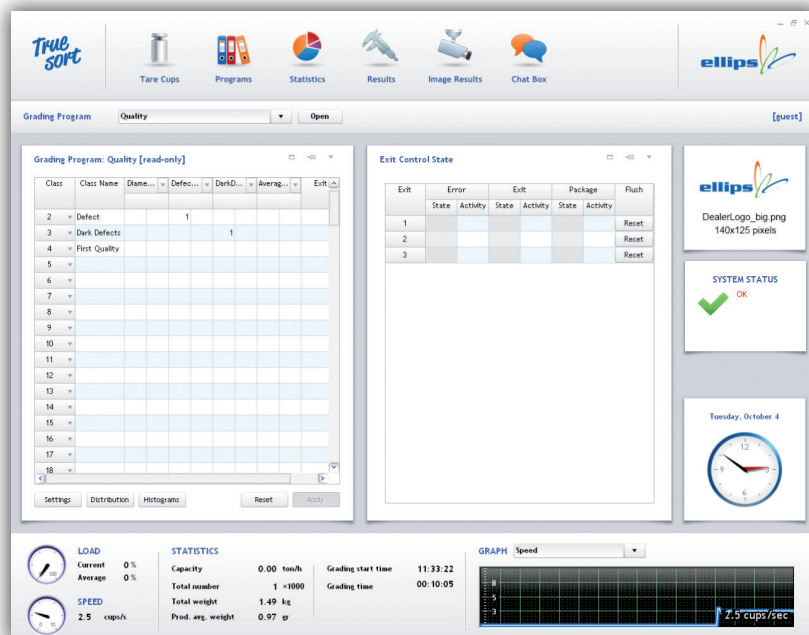 True sort
Tare Cups Programs Statistics Results Image Results Chat Box
ellips
Grading Program Quality Open [guest]
Grading Program: Quality [read-only]
Class Class Name Diame... Defec... DarkD... Averag... Exit
2 Defect 1
3 Dark Defects 1
4 First Quality
5
6
7
8
9
10
11
12
13
14
15
16
17
18
Settings Distribution Histograms Reset Apply
Exit Control State
Exit Error Exit Package Flush
State Activity State Activity State Activity
1 Reset
2 Reset
3 Reset
ellips
DealerLogo_big.png
140x125 pixels
SYSTEM STATUS
OK
Tuesday, October 4
12
9 3
6
LOAD
Current 0 %
Average 0 %
100
SPEED
2.5 cups/s
0 10
STATISTICS
Capacity 0.00 ton/h
Total number 1 ×1000
Total weight 1.49 kg
Prod. avg. weight 0.97 gr
Grading start time 11:33:22
Grading time 00:10:05
GRAPH Speed
8
5
3
2.5 cups/sec